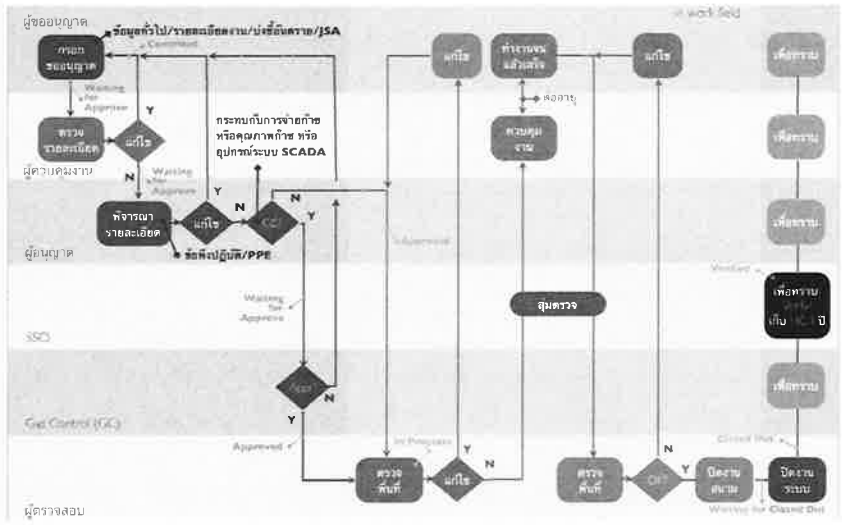 ผู้ขออนุญาต
ข้อมูลทั่วไป/รายละเอียดงาน/บ่งชี้อันตราย/JSA
in work field
กรอก
ขออนุญาต
Comment
แก้ไข
ทำงานจน
แล้วเสร็จ
แก้ไข
เพื่อทราบ
Waiting
for
Approve
Y
ต่ออายุ
กระทบกับการจ่ายก๊าซ
หรือคุณภาพก๊าซ หรือ
อุปกรณ์ระบบ SCADA
ตรวจ
รายละเอียด
แก้ไข
ควบคุม
งาน
เพื่อทราบ
ผู้ควบคุมงาน
N
Waiting
for
Approve
Y
N
พิจารณา
รายละเอียด
แก้ไข
N
Y
เพื่อทราบ
Approved
ผู้อนุญาต
ข้อพึงปฏิบัติ/PPE
Verified
Waiting
for
Approve
สุ่มตรวจ
เพื่อทราบ
เก็บ
ปี
N
เพื่อทราบ
Y
Gas Control (GC)
Approved
In Progress
Y
N
N
Closed Out
ตรวจ
พื้นที่
แก้ไข
ตรวจ
พื้นที่
OK?
Y
ปิดงาน
สนาม
ปิดงาน
ระบบ
ผู้ตรวจสอบ
Waiting for Closed Out